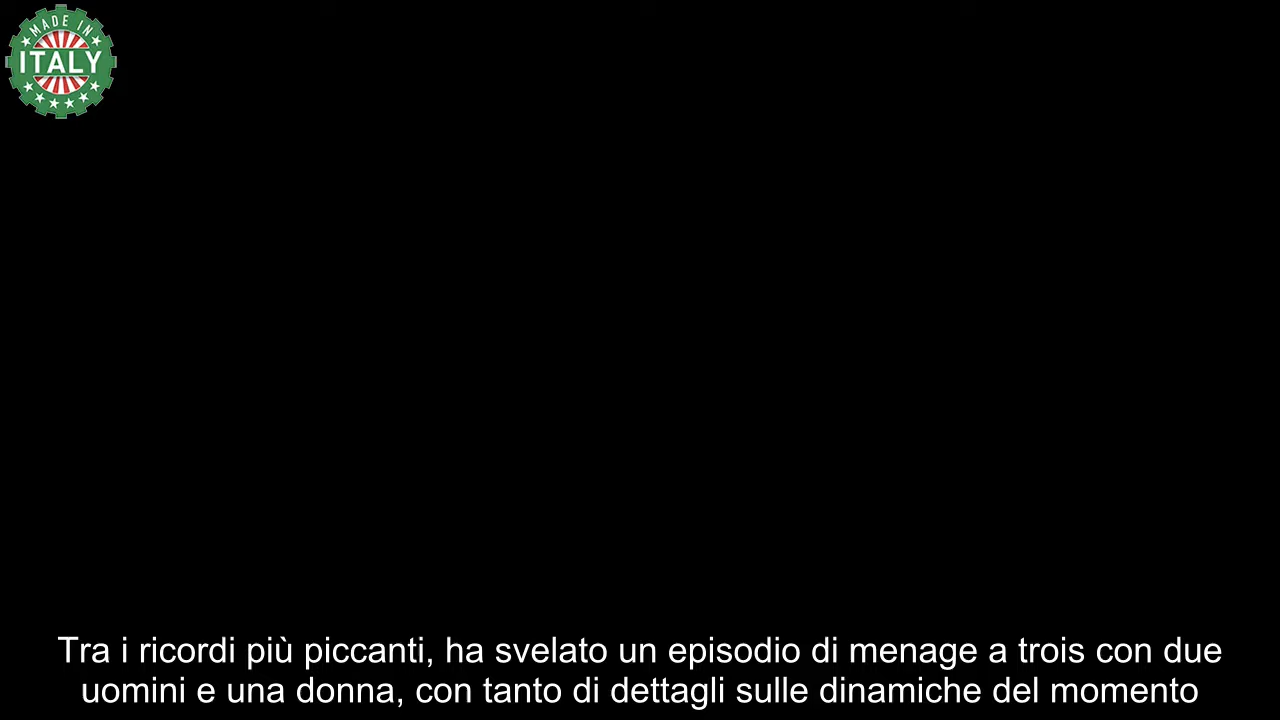 MADE IN
ITALY
Tra i ricordi più piccanti, ha svelato un episodio di menage a trois con due
uomini e una donna, con tanto di dettagli sulle dinamiche del momento